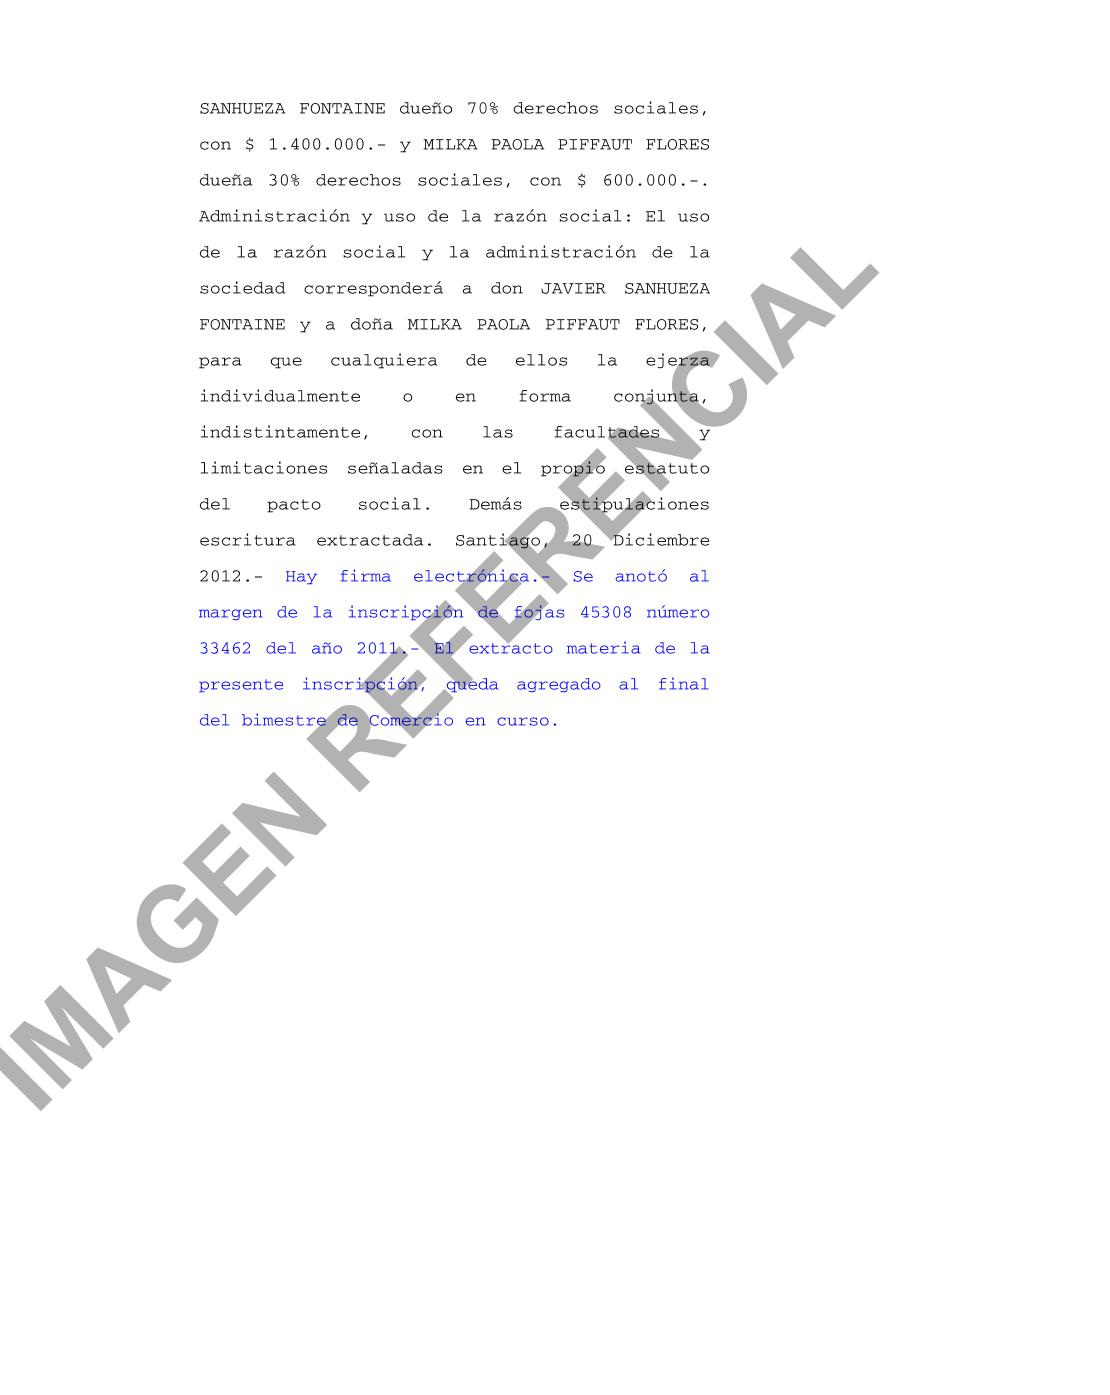 SANHUEZA FONTAINE dueño 70% derechos sociales,
con $ 1.400.000.- y MILKA PAOLA PIFFAUT FLORES
dueña 30% derechos sociales, con $ 600.000.-.
Administración y uso de la razón social: El uso
de la razón social y la administración de la
sociedad corresponderá a don JAVIER SANHUEZA
FONTAINE y a doña MILKA PAOLA PIFFAUT FLORES,
para que cualquiera de ellos la ejerza
individualmente o en forma conjunta,
indistintamente, con las facultades y
limitaciones señaladas en el propio estatuto
del pacto social. Demás estipulaciones
escritura extractada. Santiago, 20 Diciembre
2012.- Hay firma electrónica.- Se anotó al
margen de la inscripción de fojas 45308 número
33462 del año 2011.- El extracto materia de la
presente inscripción, queda agregado al final
del bimestre de Comercio en curso.
IMAGEN REFERENCIAL